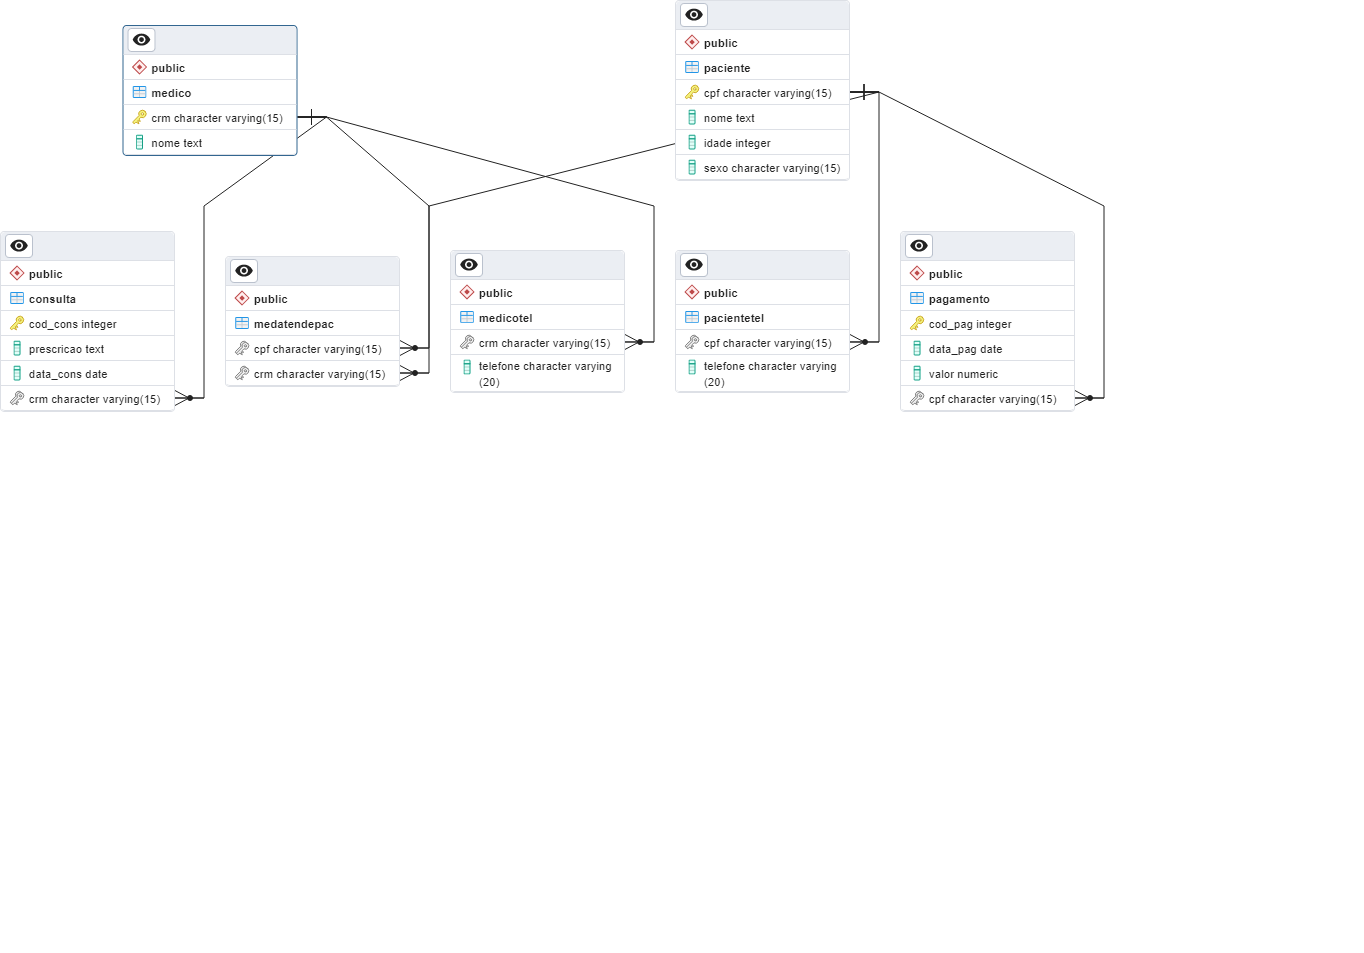 public
medico
crm character varying(15)
nome text
public
paciente
cpf character varying(15)
nome text
idade integer
sexo character varying(15)
public
consulta
cod_cons integer
prescricao text
data_cons date
crm character varying(15)
public
medatendepac
cpf character varying(15)
crm character varying(15)
public
medicotel
crm character varying(15)
telefone character varying
(20)
public
pacientetel
cpf character varying(15)
telefone character varying
(20)
public
pagamento
cod_pag integer
data_pag date
valor numeric
cpf character varying(15)